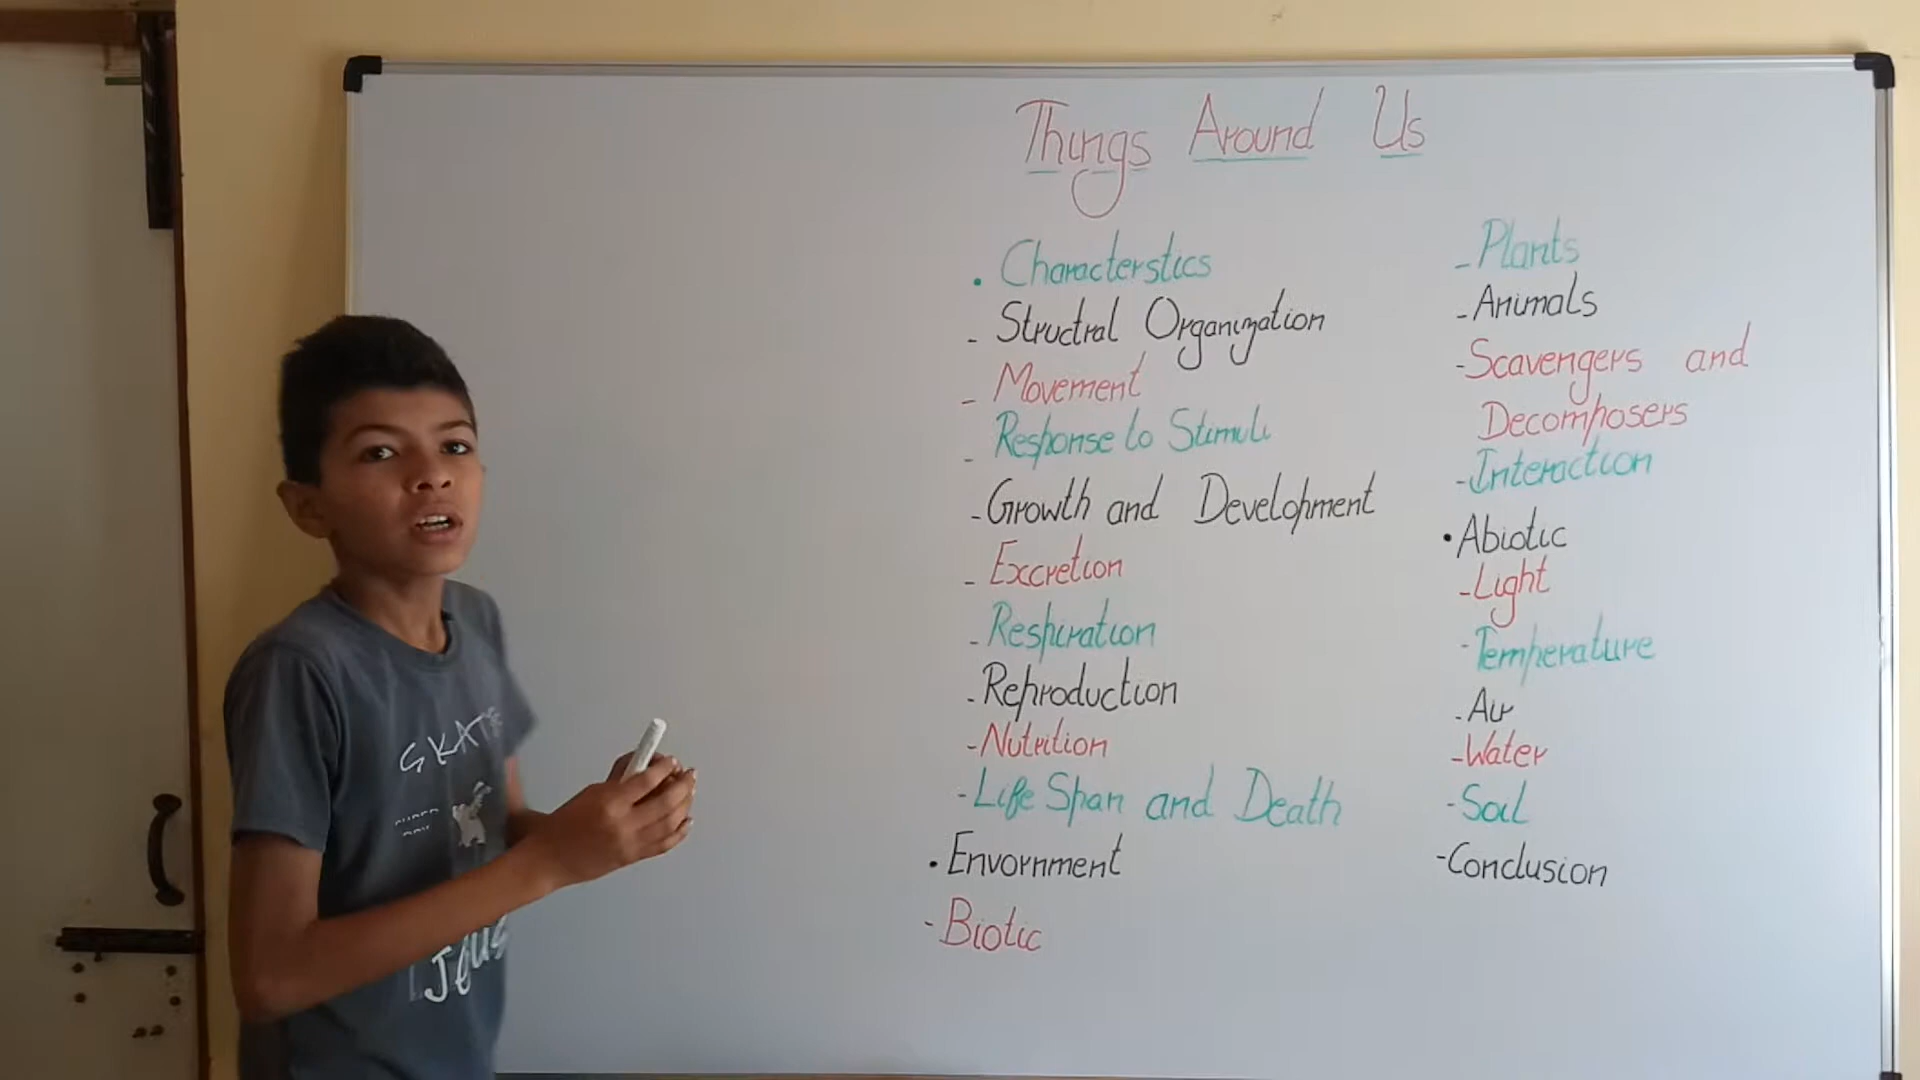 Things Around Us
. Characterstics
- Structral Organization
- Movement
- Response to Stimuli
- Growth and Development
- Excretion
- Respiration
- Reproduction
- Nutrition
- Life Span and Death
. Envornment
- Biotic
- Plants
- Animals
- Scavengers and
Decomposers
- Interaction
. Abiotic
- Light
- Temperature
- Air
- Water
- Soil
- Conclusion
SKATE